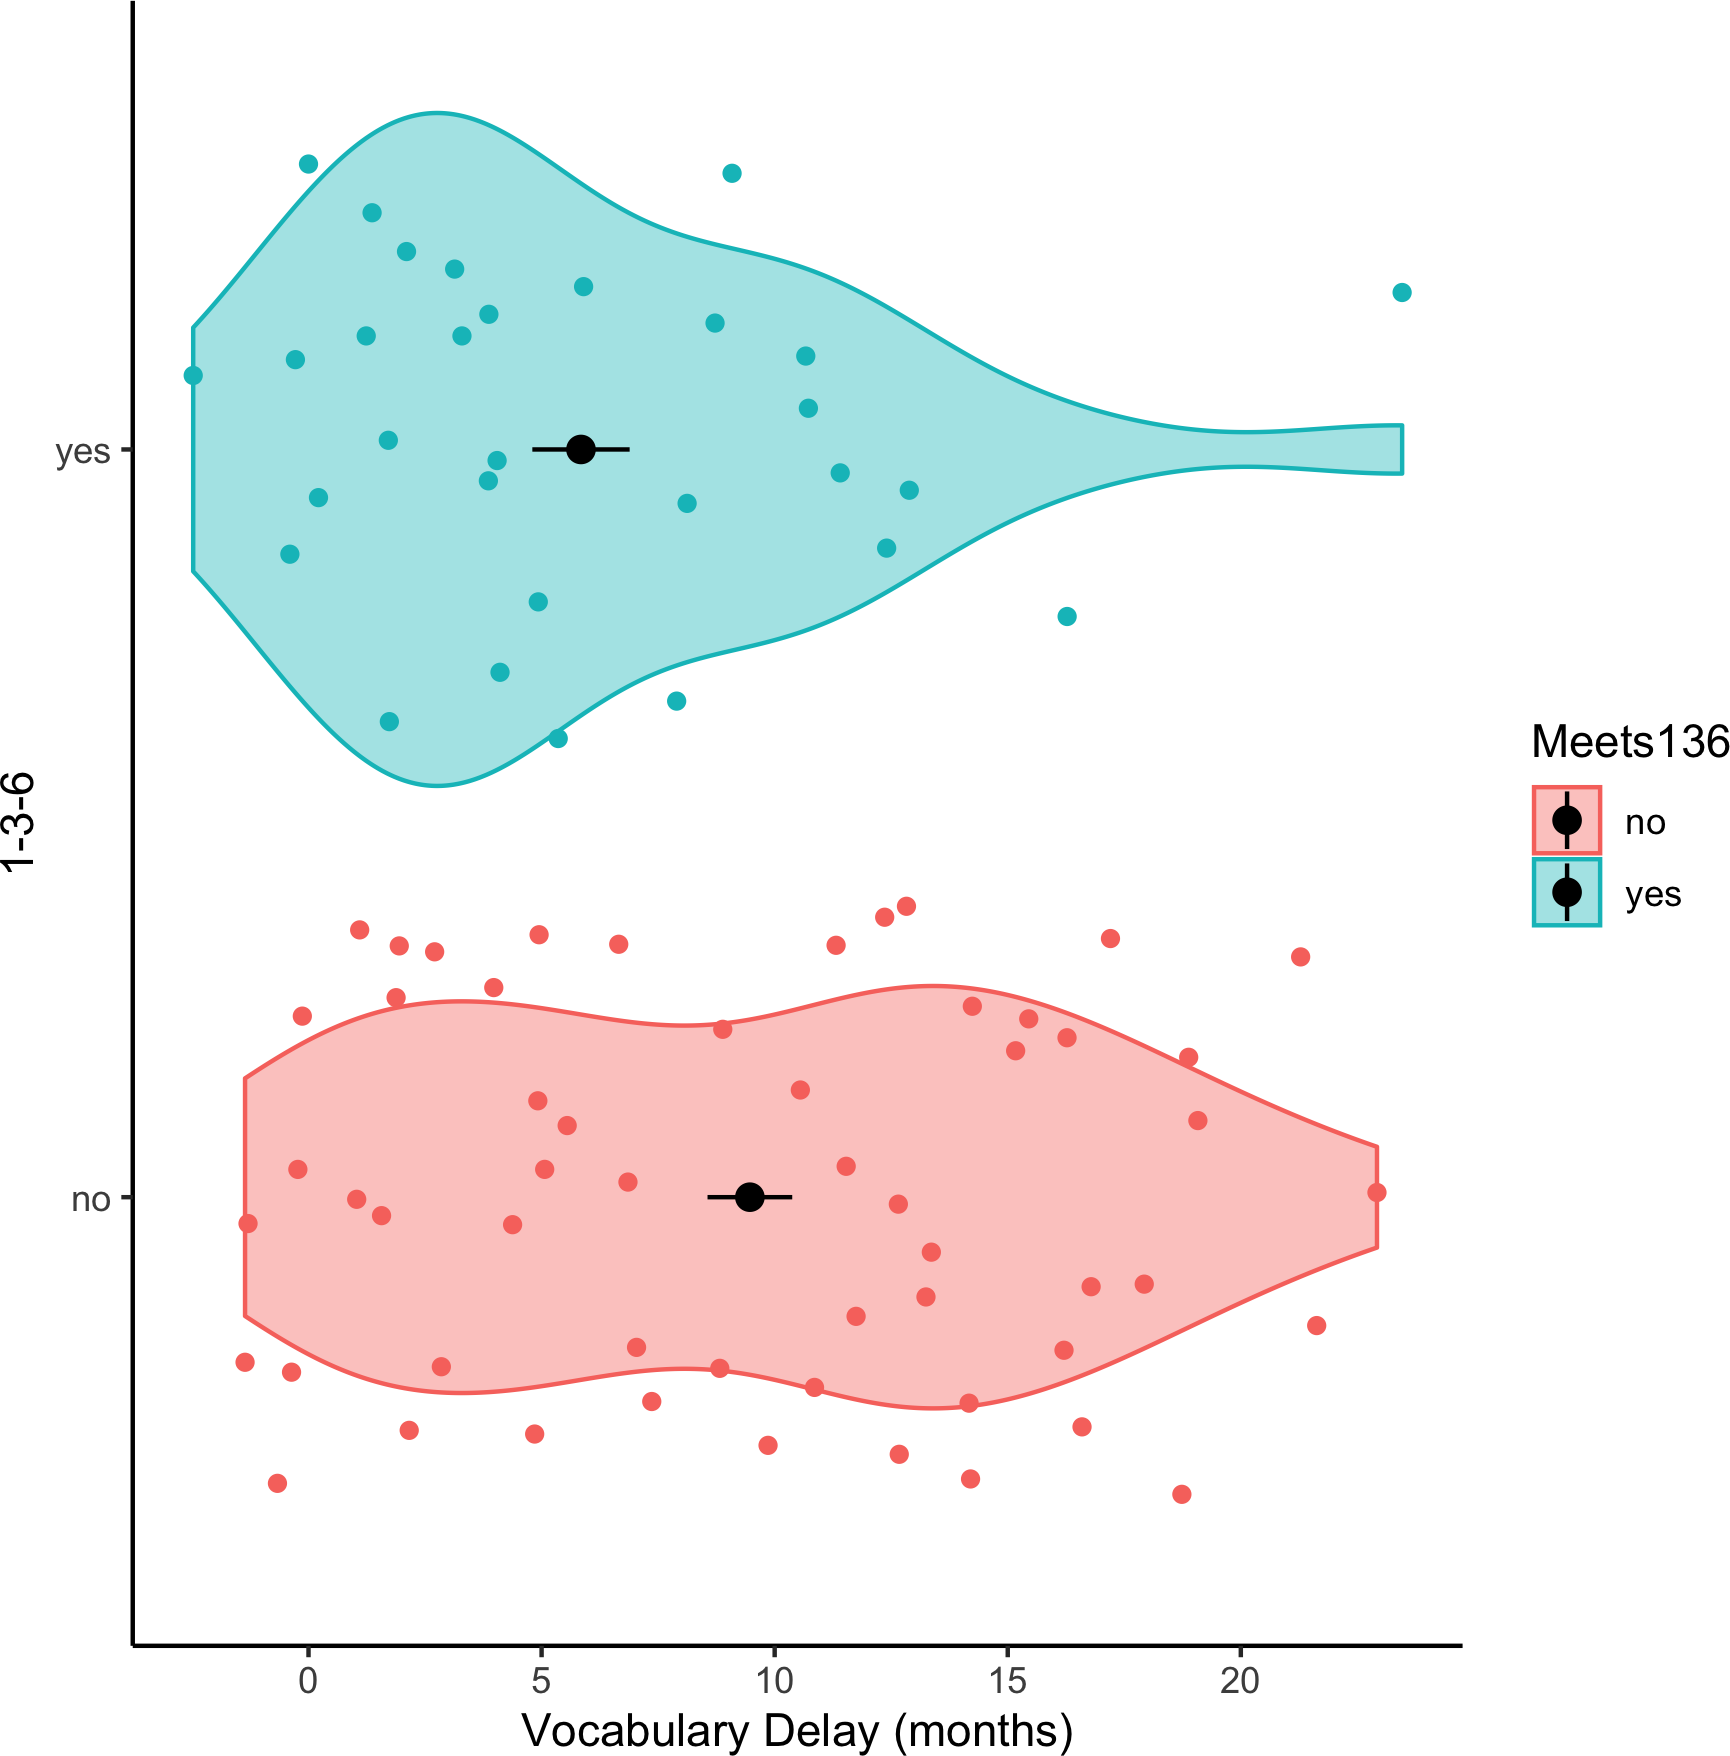 1-3-6
yes
no
0 5 10 15 20
Vocabulary Delay (months)
Meets136
no
yes